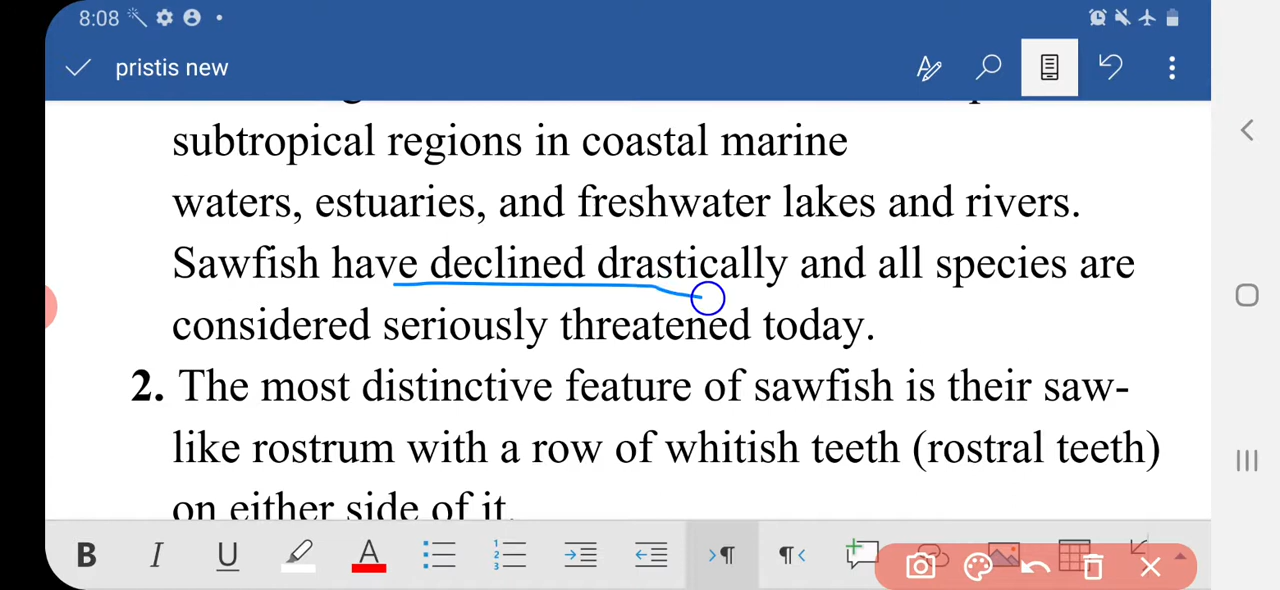 8:08
pristis new
subtropical regions in coastal marine
waters, estuaries, and freshwater lakes and rivers.
Sawfish have declined drastically and all species are
considered seriously threatened today.
2. The most distinctive feature of sawfish is their saw-
like rostrum with a row of whitish teeth (rostral teeth)
on either side of it.
B I U A